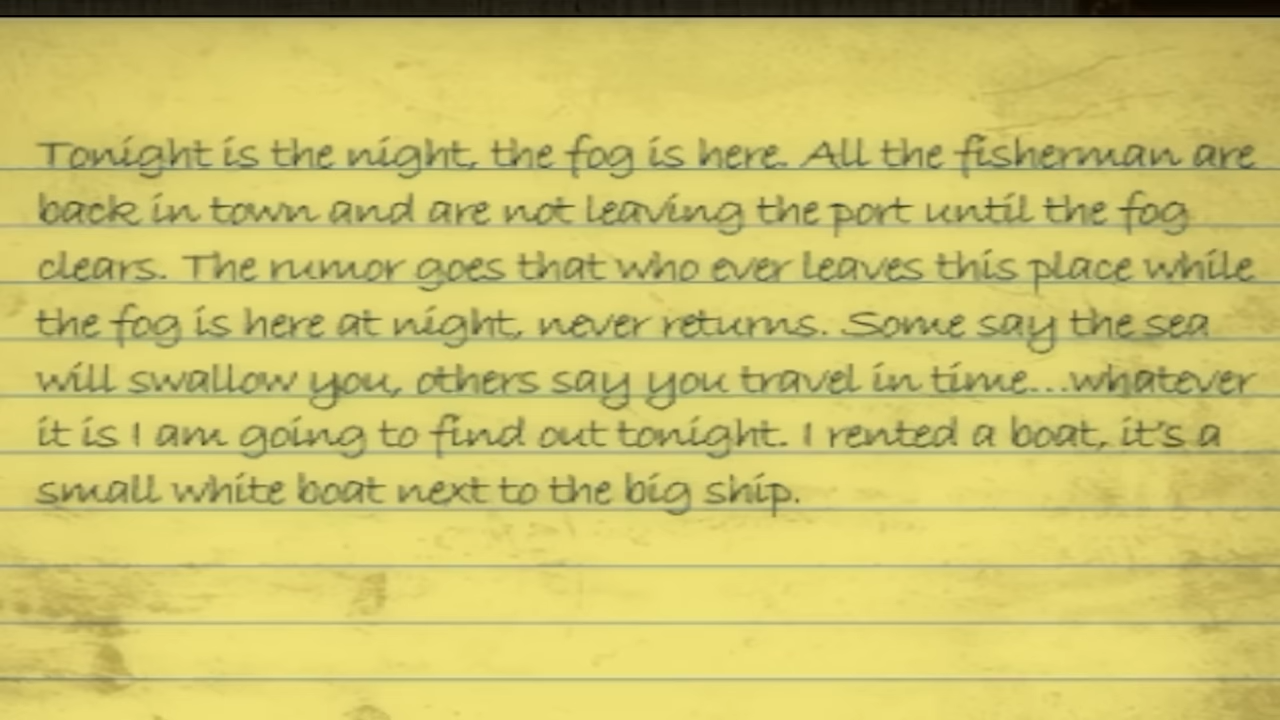 Tonight is the night, the fog is here. All the fisherman are
back in town and are not leaving the port until the fog
clears. The rumor goes that who ever leaves this place while
the fog is here at night, never returns. Some say the sea
will swallow you, others say you travel in time...whatever
it is I am going to find out tonight. I rented a boat, it's a
small white boat next to the big ship.